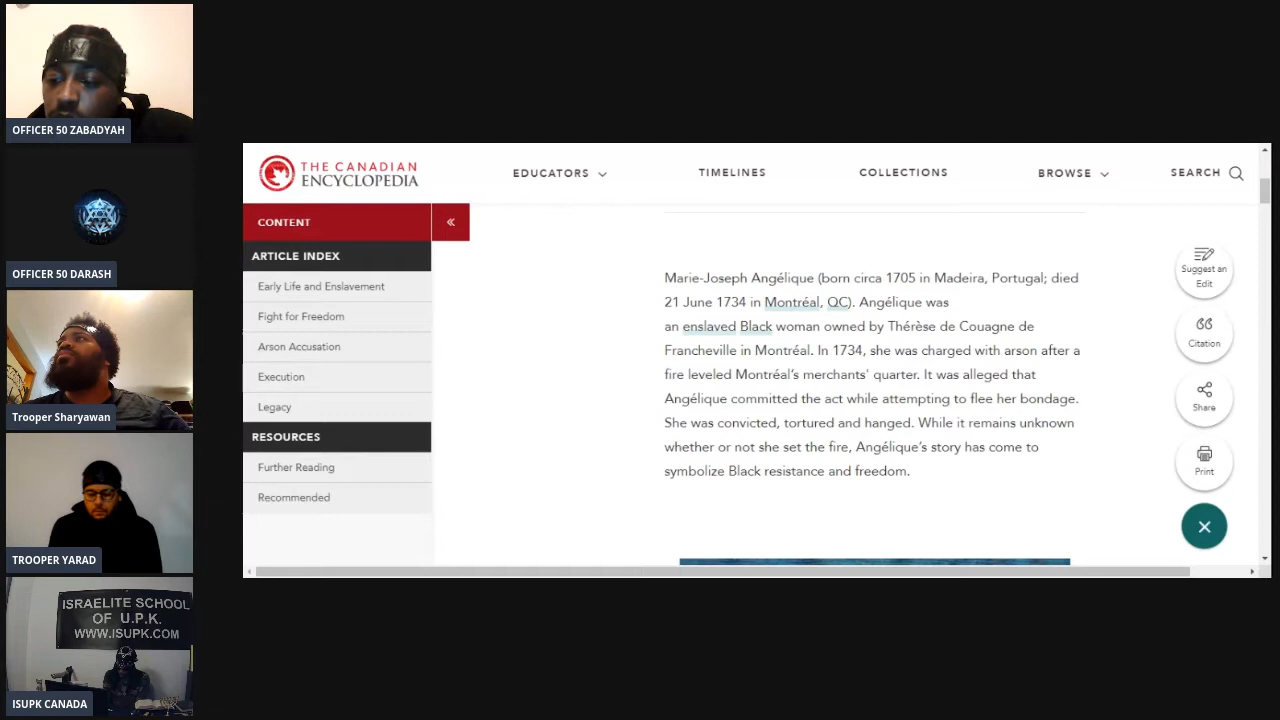 OFFICER 50 ZABADYAH
OFFICER 50 DARASH
Trooper Sharyawan
TROOPER YARAD
ISRAELITE SCHOOL
OF U.P.K.
WWW.ISUPK.COM
ISUPK CANADA
THE CANADIAN
ENCYCLOPEDIA
EDUCATORS
TIMELINES
COLLECTIONS
BROWSE
SEARCH
CONTENT
«
ARTICLE INDEX
Early Life and Enslavement
Fight for Freedom
Arson Accusation
Execution
Legacy
RESOURCES
Further Reading
Recommended
Marie-Joseph Angélique (born circa 1705 in Madeira, Portugal; died
21 June 1734 in Montréal, QC). Angélique was
an enslaved Black woman owned by Thérèse de Couagne de
Francheville in Montréal. In 1734, she was charged with arson after a
fire leveled Montréal’s merchants’ quarter. It was alleged that
Angélique committed the act while attempting to flee her bondage.
She was convicted, tortured and hanged. While it remains unknown
whether or not she set the fire, Angélique’s story has come to
symbolize Black resistance and freedom.
Suggest an
Edit
Citation
Share
Print